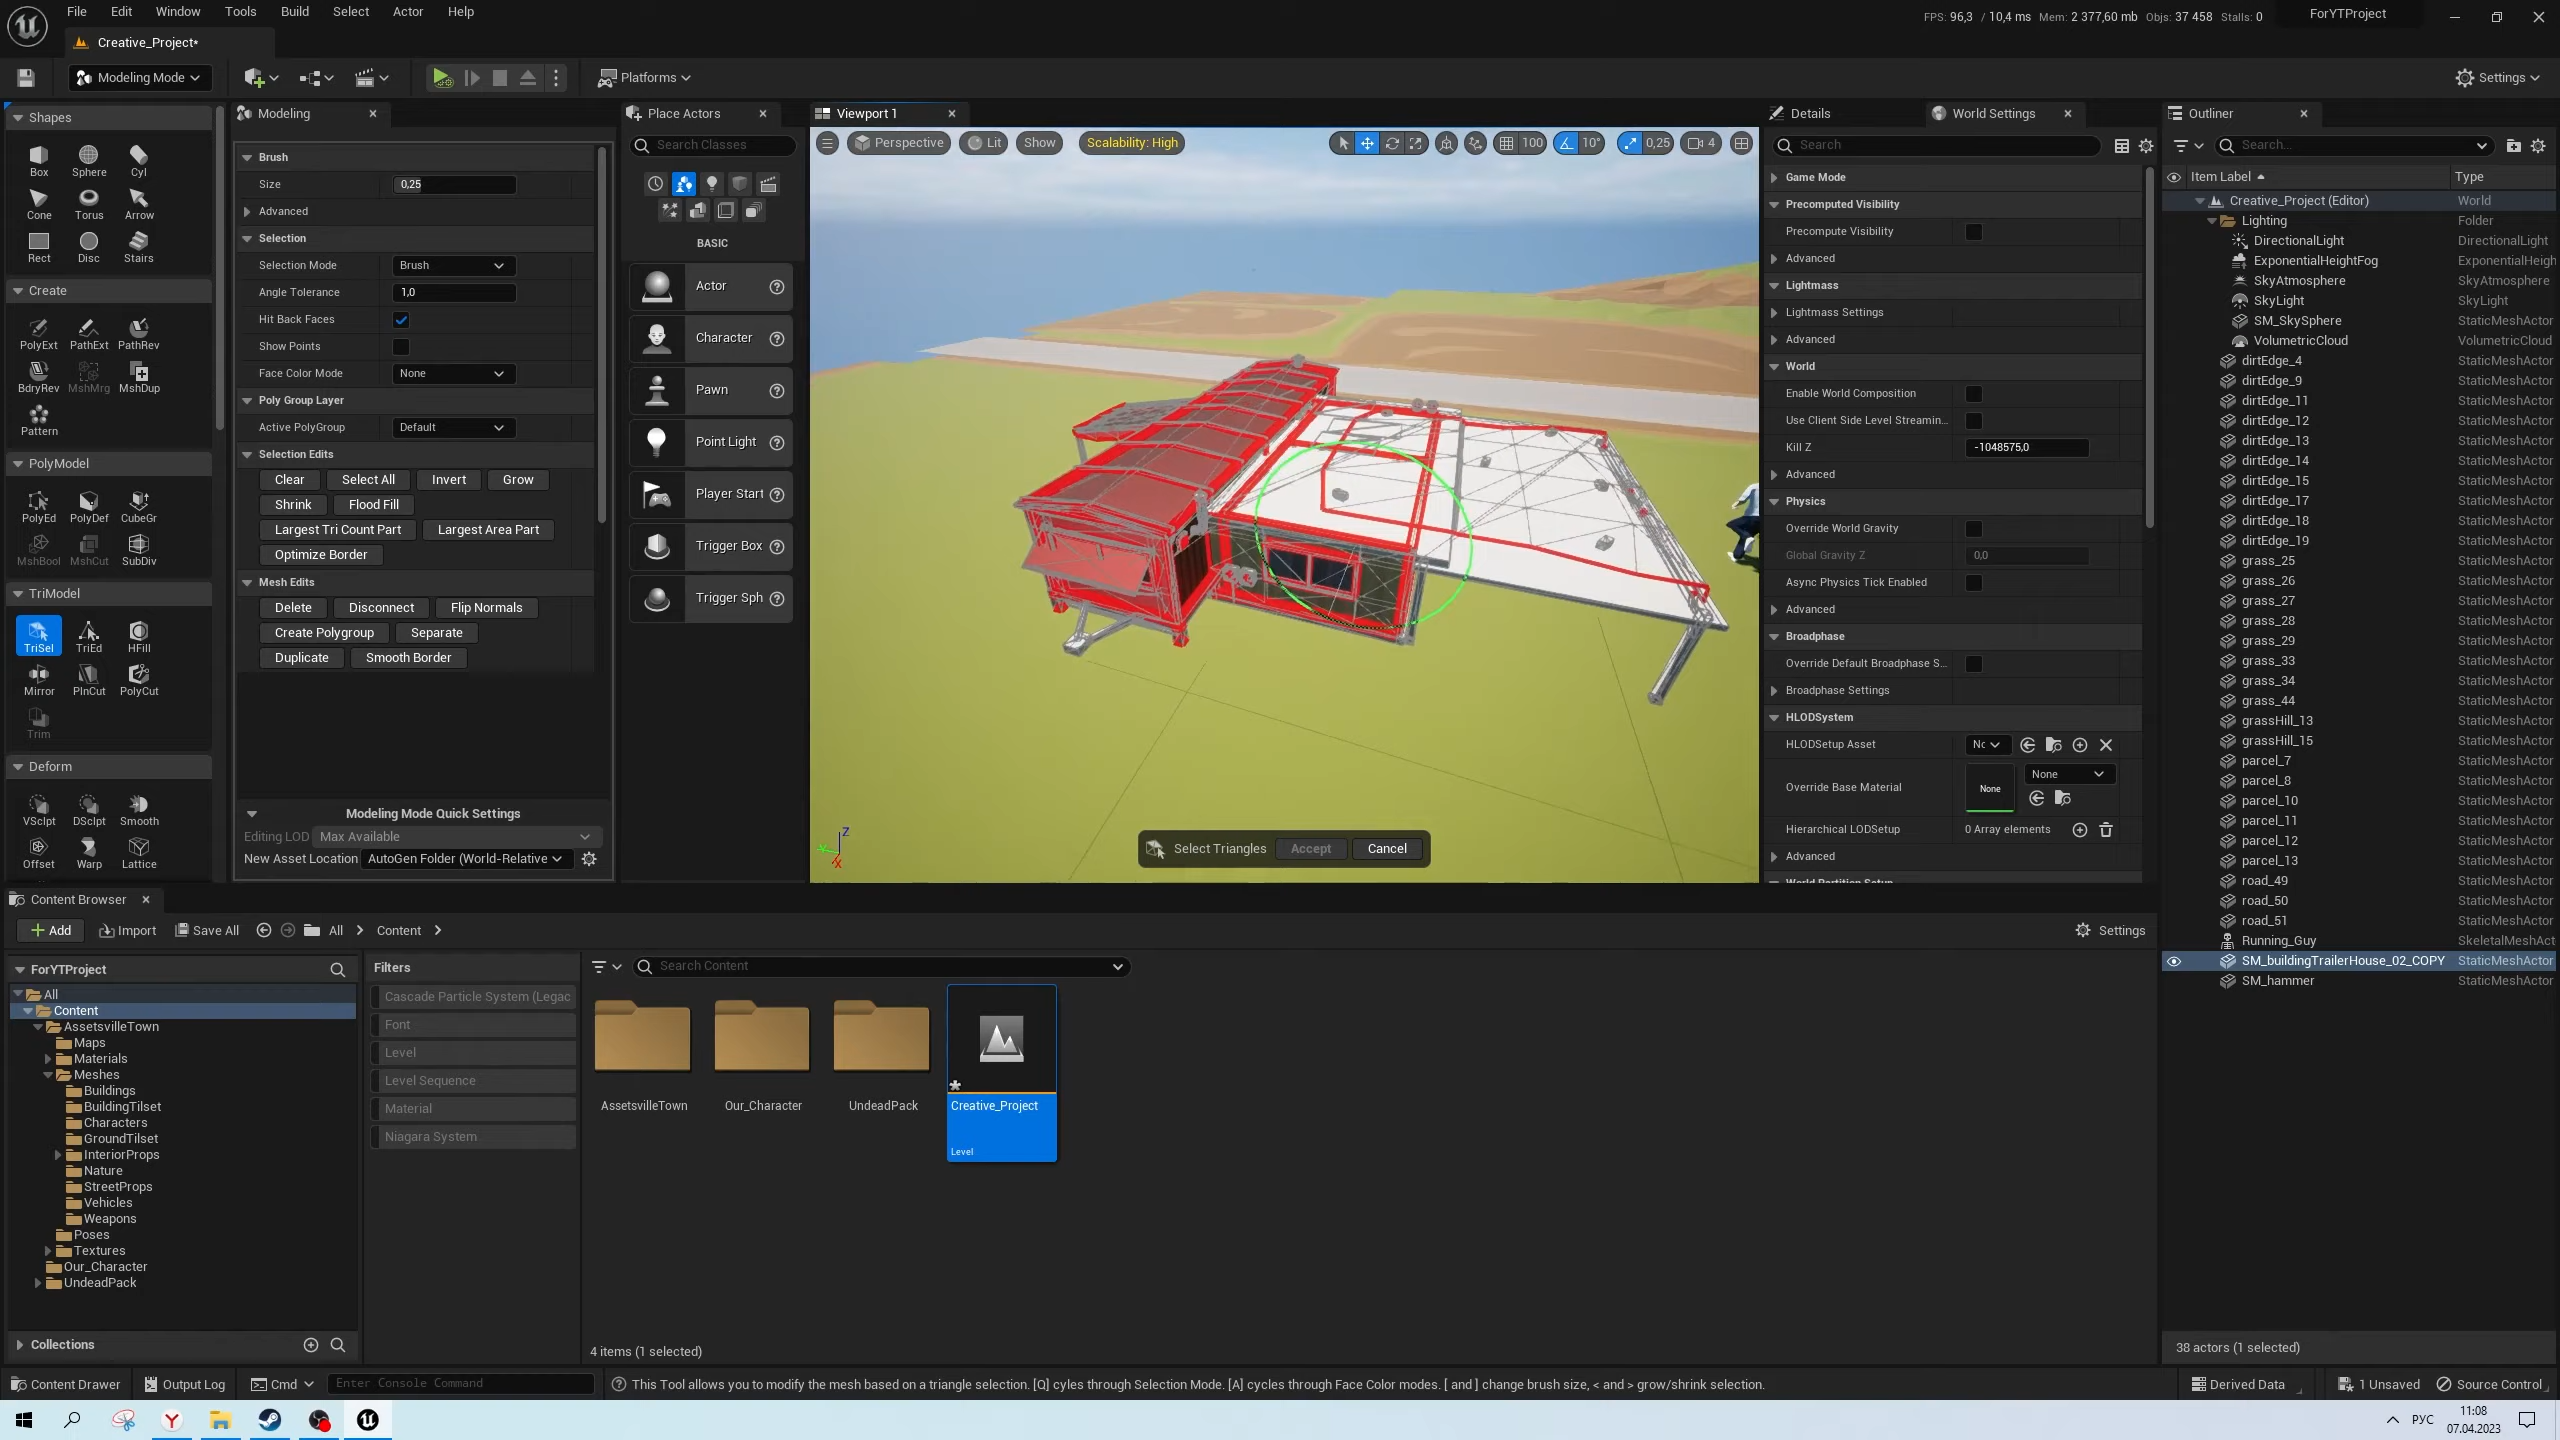 File Edit Window Tools Build Select Actor Help
FPS: 96,3 / 10,4 ms Mem: 2 377,60 mb Objs: 37 458 Stalls: 0
ForYTProject
Creative_Project*
Modeling Mode
Platforms
Settings
Shapes
Box Sphere Cyl
Cone Torus Arrow
Rect Disc Stairs
Create
PolyExt PathExt PathRev
BdryRev MshMrg MshDup
Pattern
PolyModel
PolyEd PolyDef CubeGr
MshBool MshCut SubDiv
TriModel
TriSel TriEd HFill
Mirror PlnCut PolyCut
Trim
Deform
VSclpt DSclpt Smooth
Offset Warp Lattice
Modeling
Brush
Size 0,25
Advanced
Selection
Selection Mode Brush
Angle Tolerance 1,0
Hit Back Faces
Show Points
Face Color Mode None
Poly Group Layer
Active PolyGroup Default
Selection Edits
Clear Select All Invert Grow
Shrink Flood Fill
Largest Tri Count Part Largest Area Part
Optimize Border
Mesh Edits
Delete Disconnect Flip Normals
Create Polygroup Separate
Duplicate Smooth Border
Modeling Mode Quick Settings
Editing LOD Max Available
New Asset Location AutoGen Folder (World-Relative
Place Actors
Search Classes
BASIC
Actor
Character
Pawn
Point Light
Player Start
Trigger Box
Trigger Sph
Viewport 1
Perspective Lit Show Scalability: High 100 10° 0,25 4
Z
Y
X
Select Triangles Accept Cancel
Details World Settings
Search
Game Mode
Precomputed Visibility
Precompute Visibility
Advanced
Lightmass
Lightmass Settings
Advanced
World
Enable World Composition
Use Client Side Level Streamin...
Kill Z -1048575,0
Advanced
Physics
Override World Gravity
Global Gravity Z 0,0
Async Physics Tick Enabled
Advanced
Broadphase
Override Default Broadphase S...
Broadphase Settings
HLODSystem
HLODSetup Asset Nc
None
Override Base Material None
Hierarchical LODSetup 0 Array elements
Advanced
World Partition Setup
Outliner
Search...
Item Label Type
Creative_Project (Editor) World
Lighting Folder
DirectionalLight DirectionalLight
ExponentialHeightFog ExponentialHeigh
SkyAtmosphere SkyAtmosphere
SkyLight SkyLight
SM_SkySphere StaticMeshActor
VolumetricCloud VolumetricCloud
dirtEdge_4 StaticMeshActor
dirtEdge_9 StaticMeshActor
dirtEdge_11 StaticMeshActor
dirtEdge_12 StaticMeshActor
dirtEdge_13 StaticMeshActor
dirtEdge_14 StaticMeshActor
dirtEdge_15 StaticMeshActor
dirtEdge_17 StaticMeshActor
dirtEdge_18 StaticMeshActor
dirtEdge_19 StaticMeshActor
grass_25 StaticMeshActor
grass_26 StaticMeshActor
grass_27 StaticMeshActor
grass_28 StaticMeshActor
grass_29 StaticMeshActor
grass_33 StaticMeshActor
grass_34 StaticMeshActor
grass_44 StaticMeshActor
grassHill_13 StaticMeshActor
grassHill_15 StaticMeshActor
parcel_7 StaticMeshActor
parcel_8 StaticMeshActor
parcel_10 StaticMeshActor
parcel_11 StaticMeshActor
parcel_12 StaticMeshActor
parcel_13 StaticMeshActor
road_49 StaticMeshActor
road_50 StaticMeshActor
road_51 StaticMeshActor
Running_Guy SkeletalMeshAct
SM_buildingTrailerHouse_02_COPY StaticMeshActor
SM_hammer StaticMeshActor
38 actors (1 selected)
Content Browser
Add Import Save All All Content Settings
ForYTProject
All
Content
AssetsvilleTown
Maps
Materials
Meshes
Buildings
BuildingTilset
Characters
GroundTilset
InteriorProps
Nature
StreetProps
Vehicles
Weapons
Poses
Textures
Our_Character
UndeadPack
Collections
Filters
Cascade Particle System (Legac
Font
Level
Level Sequence
Material
Niagara System
Search Content
AssetsvilleTown Our_Character UndeadPack Creative_Project
Level
4 items (1 selected)
Content Drawer Output Log Cmd Enter Console Command This Tool allows you to modify the mesh based on a triangle selection. [Q] cyles through Selection Mode. [A] cycles through Face Color modes. [ and ] change brush size, < and > grow/shrink selection. Derived Data 1 Unsaved Source Control
РУС
11:08
07.04.2023